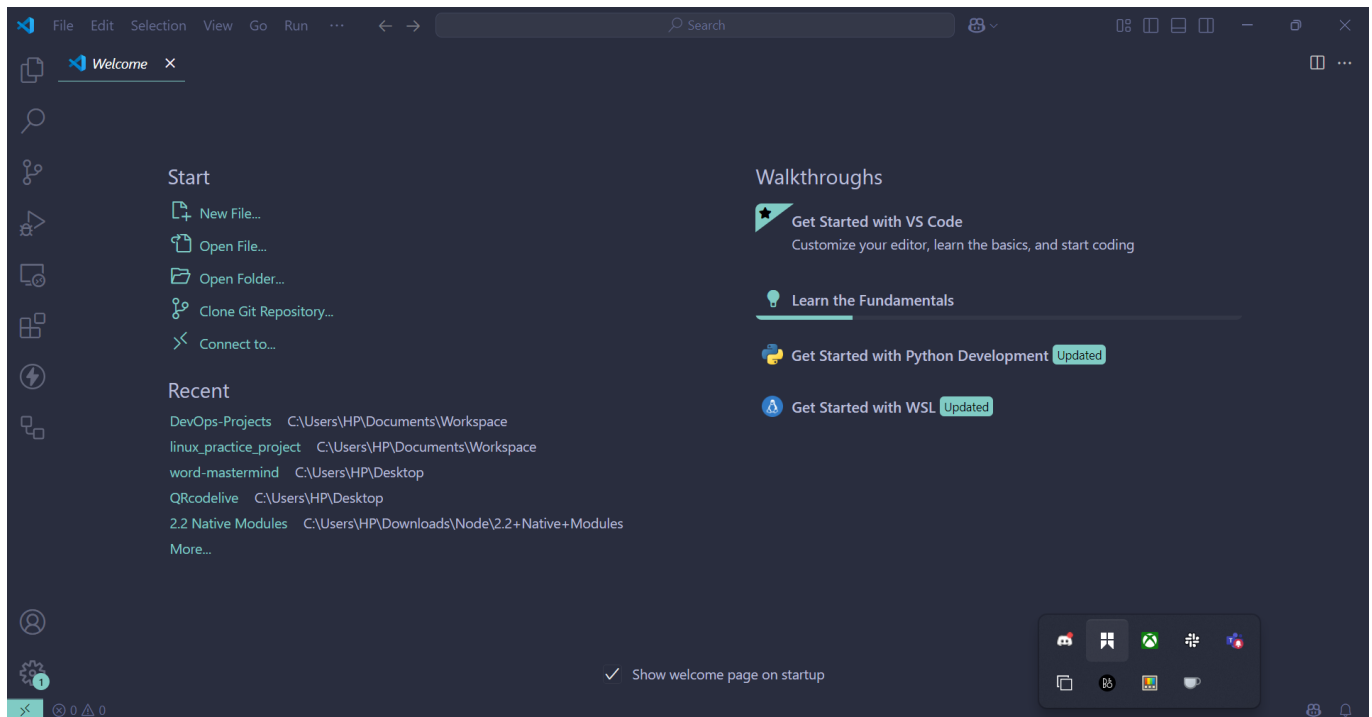 File Edit Selection View Go Run ··· Search
Welcome
Start
New File...
Open File...
Open Folder...
Clone Git Repository...
Connect to...
Recent
DevOps-Projects C:\Users\HP\Documents\Workspace
linux_practice_project C:\Users\HP\Documents\Workspace
word-mastermind C:\Users\HP\Desktop
QRcodelive C:\Users\HP\Desktop
2.2 Native Modules C:\Users\HP\Downloads\Node\2.2+Native+Modules
More...
Walkthroughs
Get Started with VS Code
Customize your editor, learn the basics, and start coding
Learn the Fundamentals
Get Started with Python Development Updated
Get Started with WSL Updated
Show welcome page on startup
1
0 0